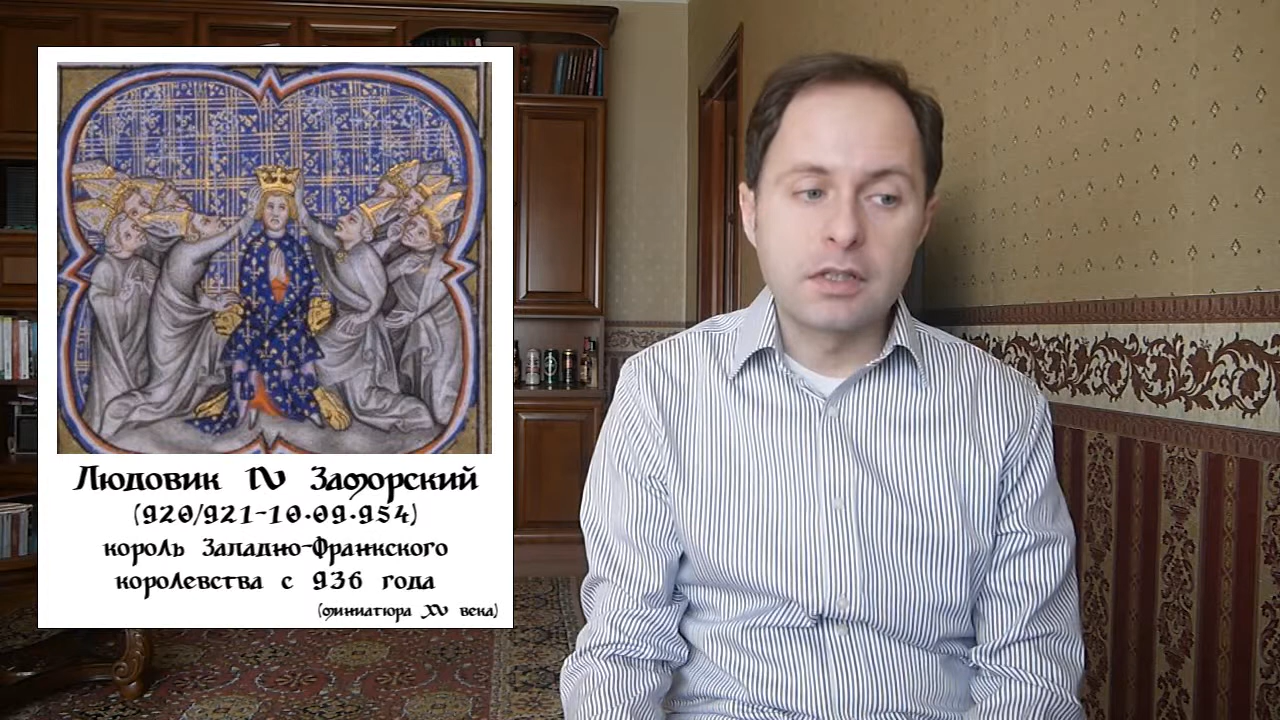 Людовик IV Заморский
(920/921-10.09.954)
король Западно-Франкского
королевства с 936 года
(миниатюра XV века)